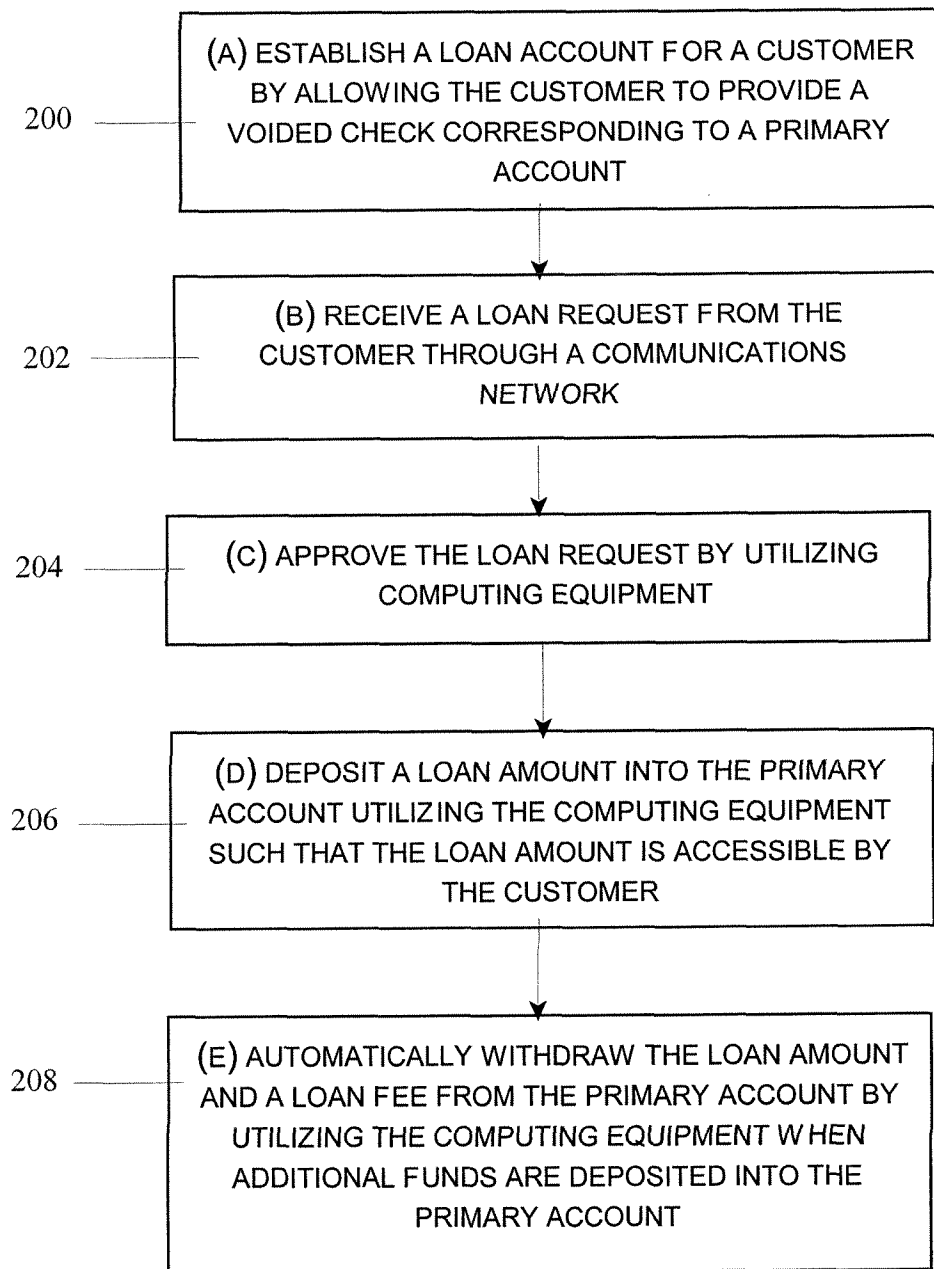 (A) ESTABLISH A LOAN ACCOUNT FOR A CUSTOMER
BY ALLOWING THE CUSTOMER TO PROVIDE A
200
VOIDED CHECK CORRESPONDING TO A PRIMARY
ACCOUNT
(B) RECEIVE A LOAN REQUEST FROM THE
202
CUSTOMER THROUGH A COMMUNICATIONS
NETWORK
204
(C) APPROVE THE LOAN REQUEST BY UTILIZING
COMPUTING EQUIPMENT
(D) DEPOSIT A LOAN AMOUNT INTO THE PRIMARY
206
ACCOUNT UTILIZING THE COMPUTING EQUIPMENT
SUCH THAT THE LOAN AMOUNT IS ACCESSIBLE BY
THE CUSTOMER
(E) AUTOMATICALLY WITHDRAW THE LOAN AMOUNT
208
AND A LOAN FEE FROM THE PRIMARY ACCOUNT BY
UTILIZING THE COMPUTING EQUIPMENT WHEN
ADDITIONAL FUNDS ARE DEPOSITED INTO THE
PRIMARY ACCOUNT